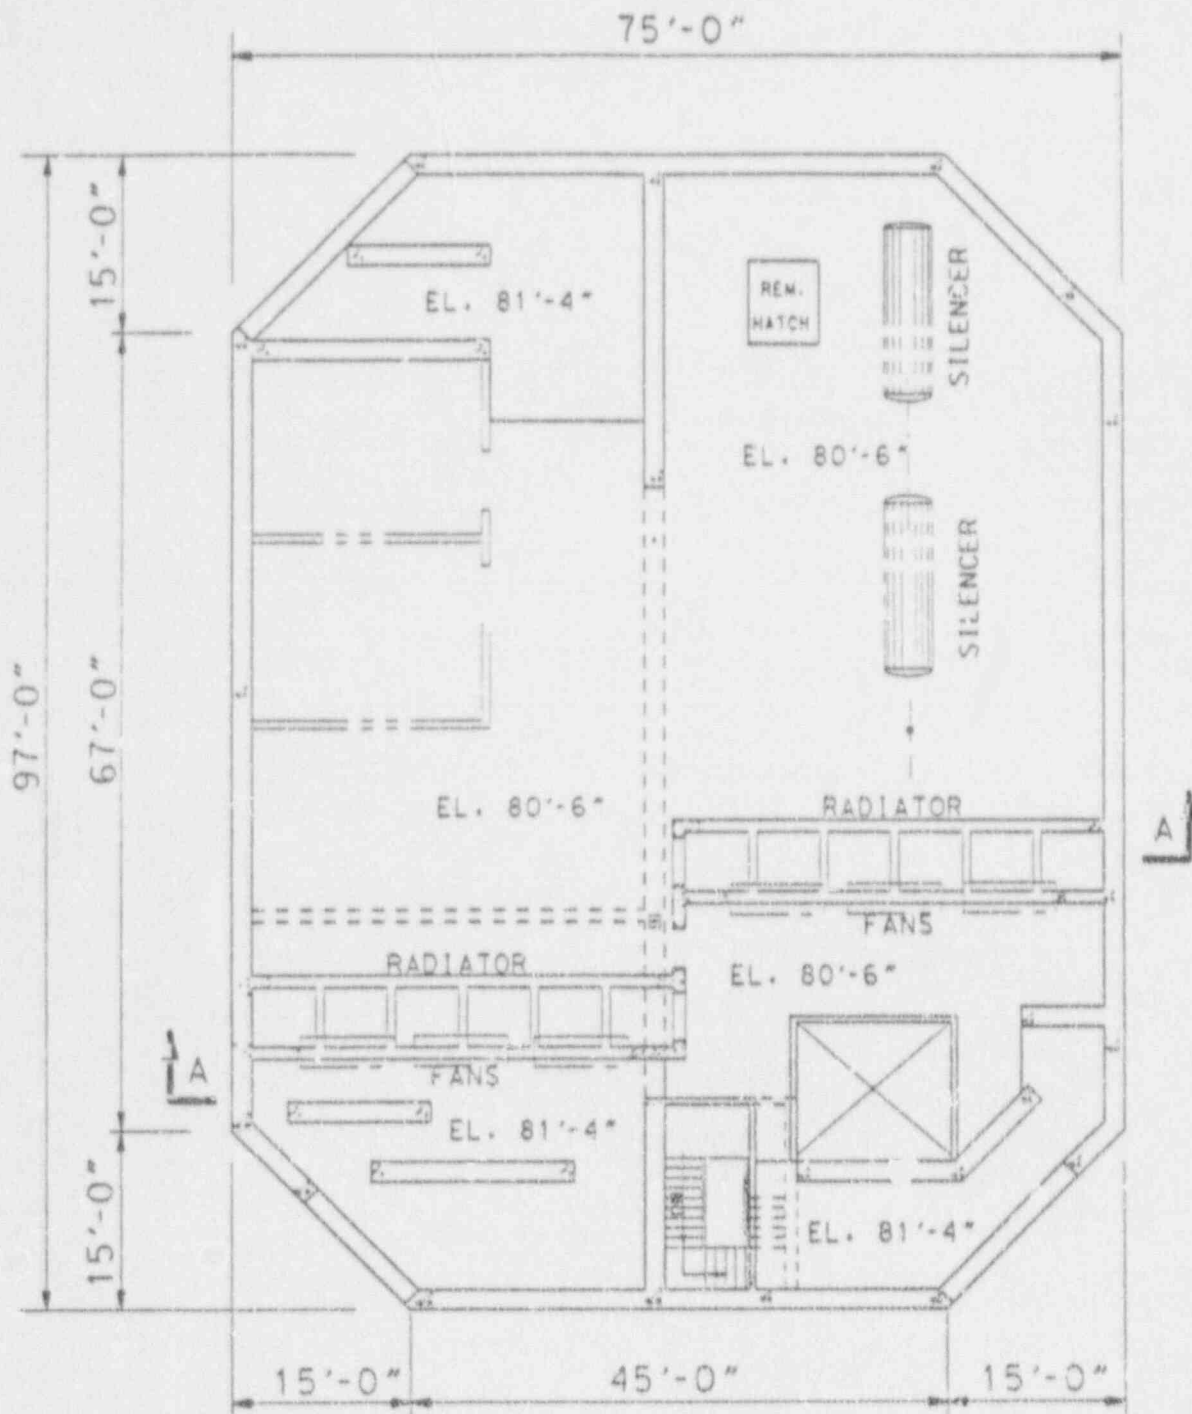 75'-0"
15'-0"
EL. 81'-4"
REM.
HATCH
SILENCER
EL. 80'-6"
SILENCER
97'-0"
67'-0"
EL. 80'-6"
RADIATOR
A
FANS
RADIATOR
EL. 80'-6"
A
FANS
EL. 81'-4"
DN
EL. 81'-4"
15'-0"
15'-0"
45'-0"
15'-0"